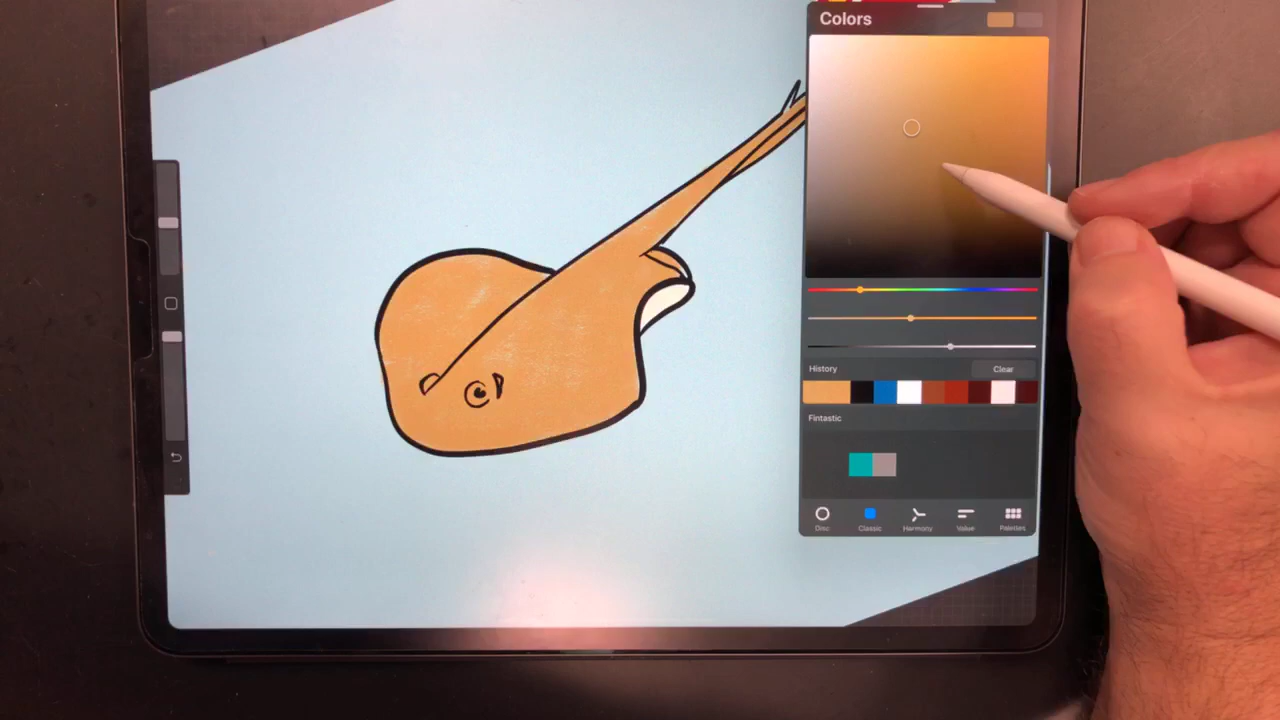 Colors
History
Clear
Fintastic
Disc
Classic
Harmony
Value
Palettes